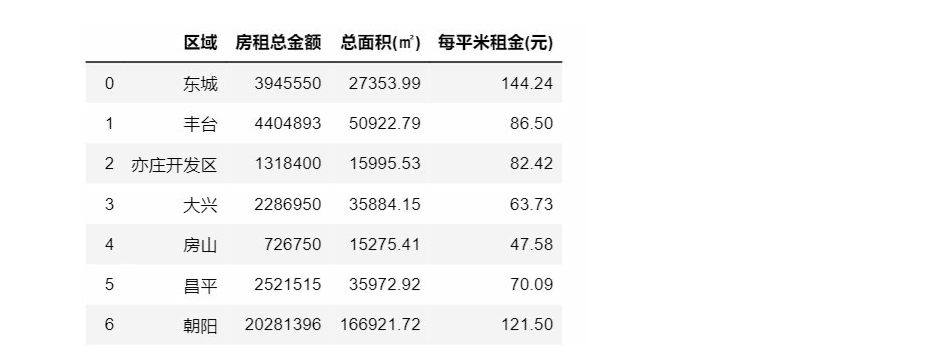 区域 房租总金额 总面积(㎡) 每平米租金(元)
0 东城 3945550 27353.99 144.24
1 丰台 4404893 50922.79 86.50
2 亦庄开发区 1318400 15995.53 82.42
3 大兴 2286950 35884.15 63.73
4 房山 726750 15275.41 47.58
5 昌平 2521515 35972.92 70.09
6 朝阳 20281396 166921.72 121.50